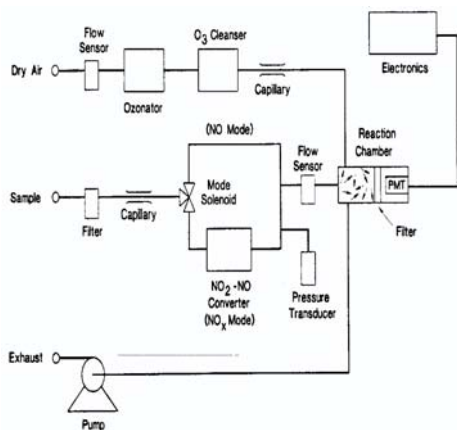 Flow
Sensor
O3 Cleanser
Electronics
Dry Air
Ozonator
Capillary
(NO Mode)
Flow
Sensor
Reaction
Chamber
PMT
Sample
Filter
Capillary
Mode
Solenoid
Filter
NO2-NO
Converter
(NOx Mode)
Pressure
Transducer
Exhaust
Pump